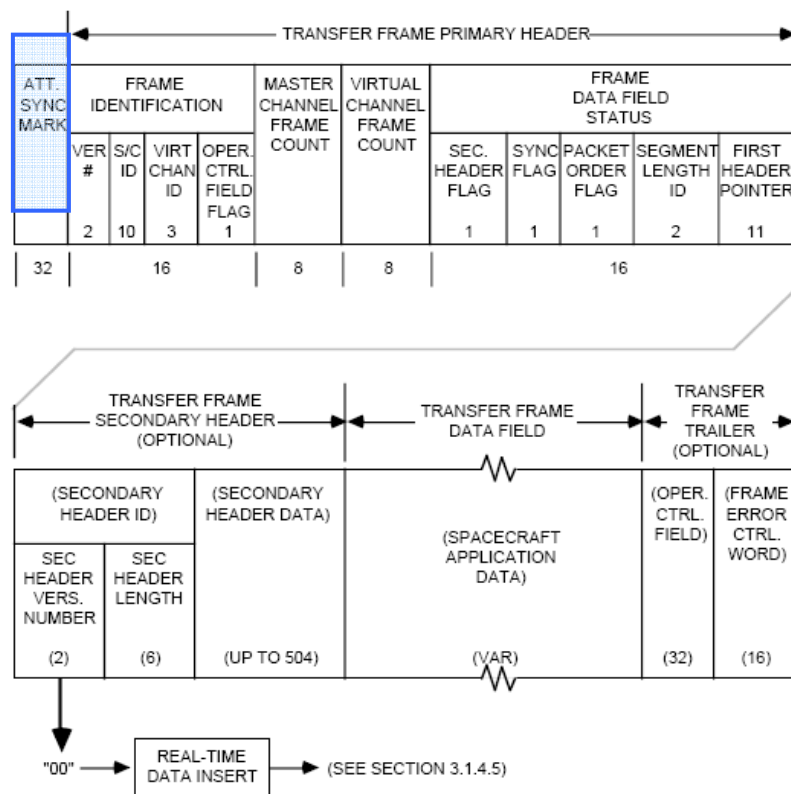 TRANSFER FRAME PRIMARY HEADER
ATT.
SYNC
MARK
FRAME
IDENTIFICATION
MASTER
CHANNEL
FRAME
COUNT
VIRTUAL
CHANNEL
FRAME
COUNT
FRAME
DATA FIELD
STATUS
VER
#
S/C
ID
VIRT
CHAN
ID
OPER.
CTRL.
FIELD
FLAG
SEC.
HEADER
FLAG
SYNC
FLAG
PACKET
ORDER
FLAG
SEGMENT
LENGTH
ID
FIRST
HEADER
POINTER
2 10 3 1 1 1 1 2 11
32 16 8 8 16
TRANSFER FRAME
SECONDARY HEADER
(OPTIONAL)
TRANSFER FRAME
DATA FIELD
TRANSFER
FRAME
TRAILER
(OPTIONAL)
(SECONDARY
HEADER ID)
(SECONDARY
HEADER DATA)
(SPACECRAFT
APPLICATION
DATA)
(OPER.
CTRL.
FIELD)
(FRAME
ERROR
CTRL.
WORD)
SEC
HEADER
VERS.
NUMBER
SEC
HEADER
LENGTH
(2) (6) (UP TO 504) (VAR) (32) (16)
"00"
REAL-TIME
DATA INSERT
(SEE SECTION 3.1.4.5)